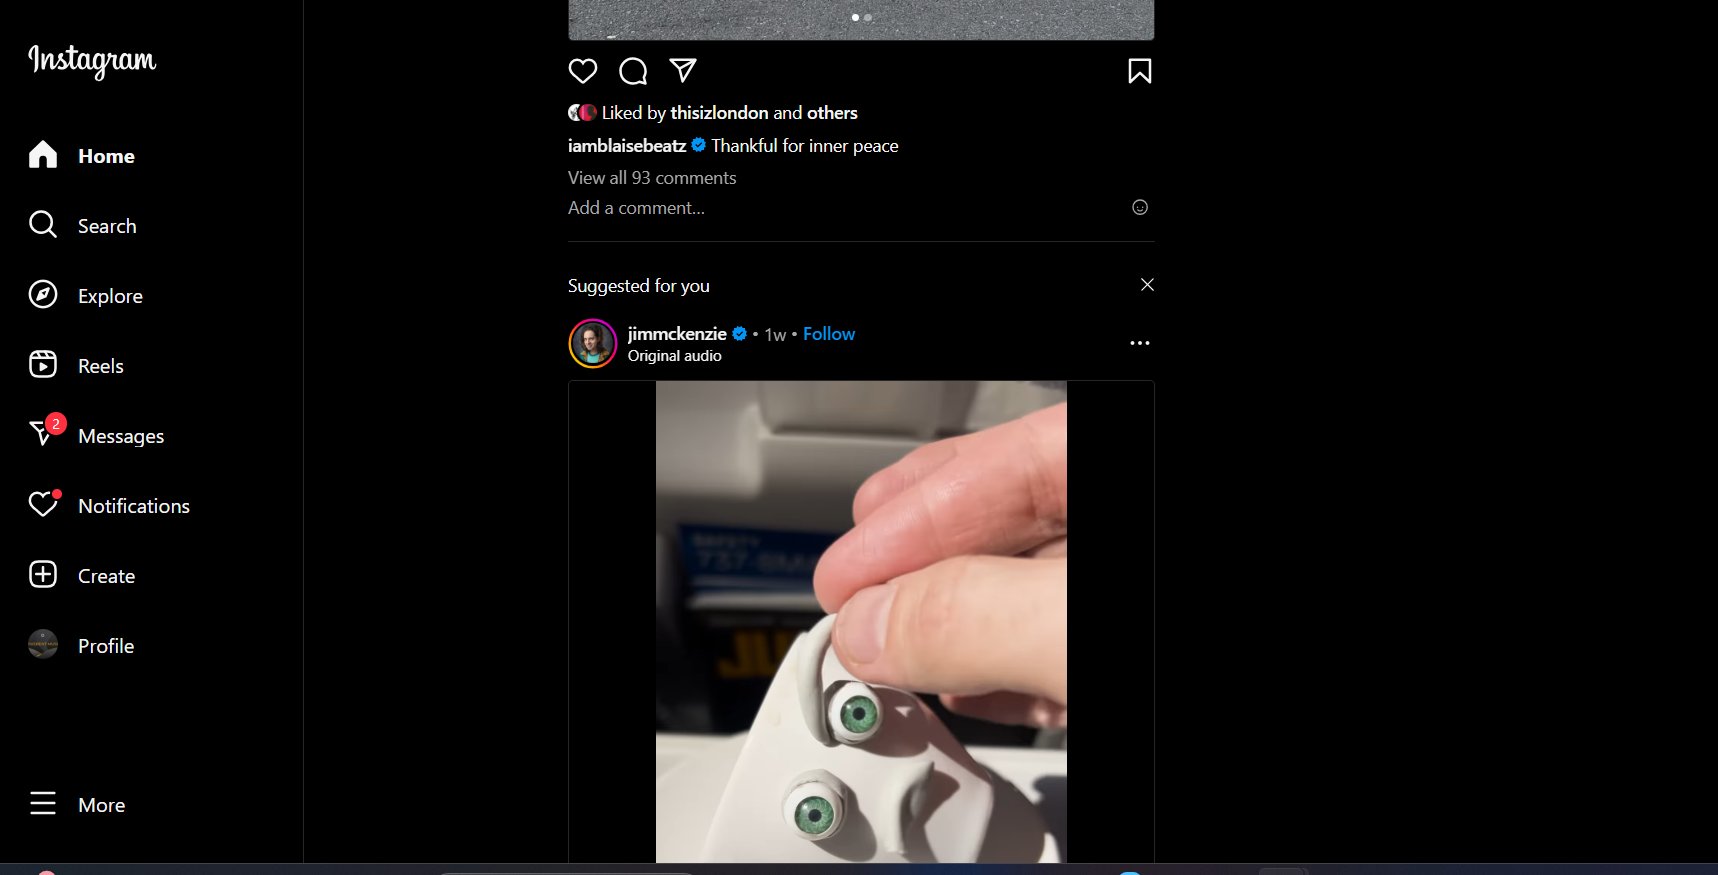 Instagram
Home
Search
Explore
Reels
2
Messages
Notifications
Create
Profile
More
Liked by thisizlondon and others
iamblaisebeatz Thankful for inner peace
View all 93 comments
Add a comment...
Suggested for you
jimmckenzie • 1w • Follow
Original audio
SAFETY